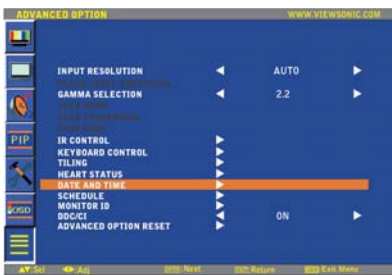 ADVANCED OPTION WWW.VIEWSONIC.COM
INPUT RESOLUTION AUTO
GAMMA SELECTION 2.2
IR CONTROL
KEYBOARD CONTROL
PIP
TILING
HEART STATUS
DATE AND TIME
SCHEDULE
MONITOR ID
OSD
DDC/CI ON
ADVANCED OPTION RESET
▲▼:Sel ◄►:Adj :Next EXIT:Return :Exit Menu